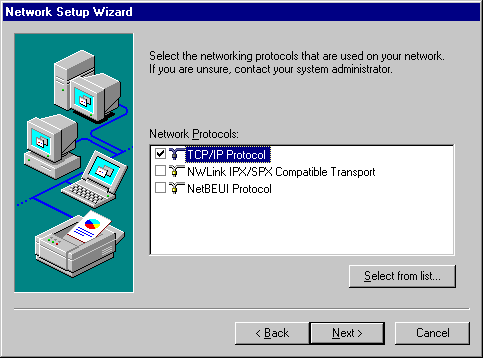 Network Setup Wizard
Select the networking protocols that are used on your network.
If you are unsure, contact your system administrator.
Network Protocols:
TCP/IP Protocol
NWLink IPX/SPX Compatible Transport
NetBEUI Protocol
Select from list...
< Back
Next >
Cancel